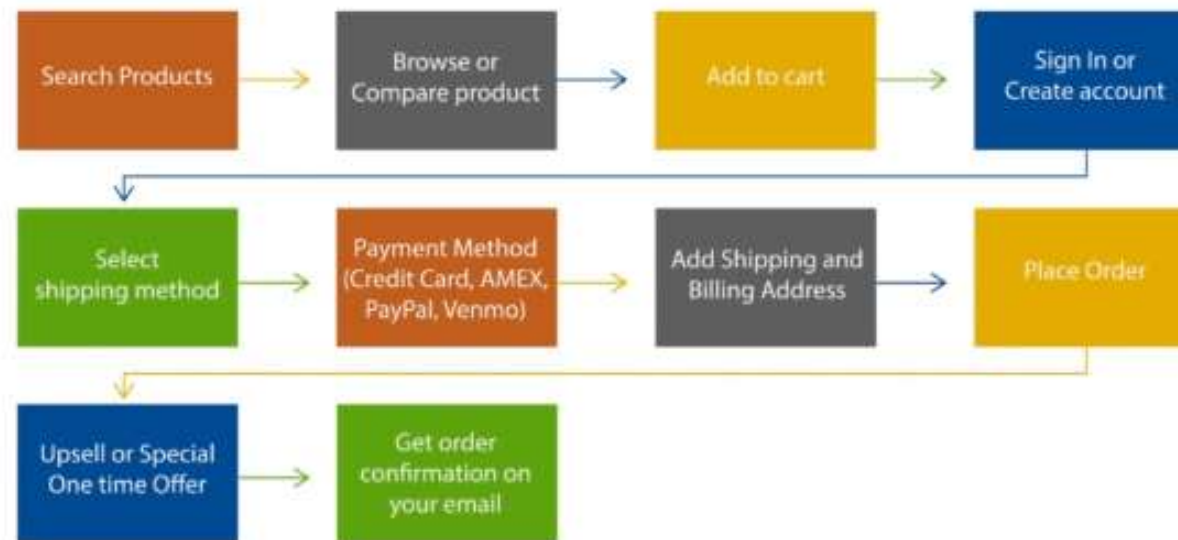 Search Products
Browse or
Compare product
Add to cart
Sign In or
Create account
Select
shipping method
Payment Method
(Credit Card, AMEX,
PayPal, Venmo)
Add Shipping and
Billing Address
Place Order
Upsell or Special
One time Offer
Get order
confirmation on
your email